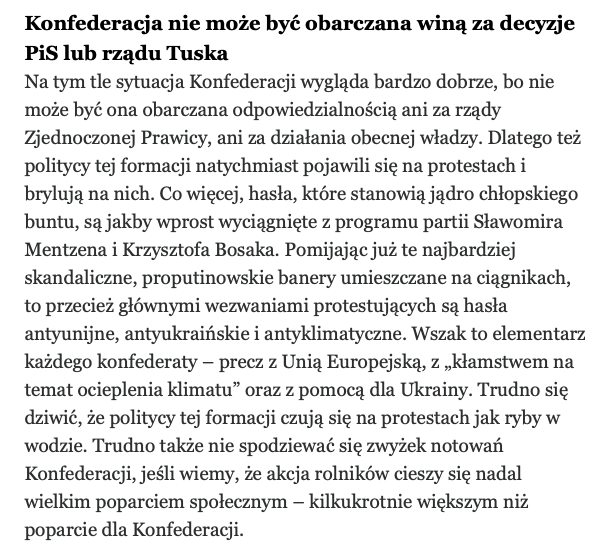 Konfederacja nie może być obarczana winą za decyzje
PiS lub rządu Tuska
Na tym tle sytuacja Konfederacji wygląda bardzo dobrze, bo nie
może być ona obarczana odpowiedzialnością ani za rządy
Zjednoczonej Prawicy, ani za działania obecnej władzy. Dlatego też
politycy tej formacji natychmiast pojawili się na protestach i
brylują na nich. Co więcej, hasła, które stanowią jądro chłopskiego
buntu, są jakby wprost wyciągnięte z programu partii Sławomira
Mentzena i Krzysztofa Bosaka. Pomijając już te najbardziej
skandaliczne, proputinowskie banery umieszczane na ciągnikach,
to przecież głównymi wezwaniami protestujących są hasła
antyunijne, antyukraińskie i antyklimatyczne. Wszak to elementarz
każdego konfederaty – precz z Unią Europejską, z „kłamstwem na
temat ocieplenia klimatu” oraz z pomocą dla Ukrainy. Trudno się
dziwić, że politycy tej formacji czują się na protestach jak ryby w
wodzie. Trudno także nie spodziewać się zwyżek notowań
Konfederacji, jeśli wiemy, że akcja rolników cieszy się nadal
wielkim poparciem społecznym – kilkukrotnie większym niż
poparcie dla Konfederacji.